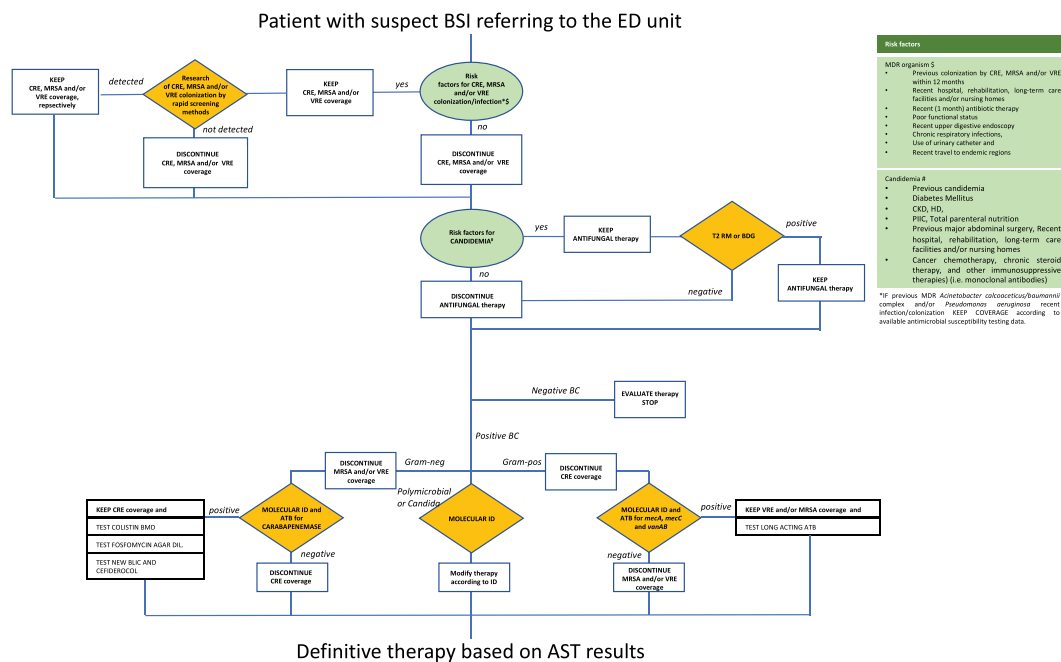 Patient with suspect BSI referring to the ED unit
KEEP
CRE, MRSA and/or
VRE coverage,
repsectively
detected
Research
of CRE, MRSA and/or
VRE colonization by
rapid screening
methods
not detected
DISCONTINUE
CRE, MRSA and/or VRE
coverage
KEEP
CRE, MRSA and/or
VRE coverage
yes
Risk
factors for CRE, MRSA
and/or VRE
colonization/infection*$
no
DISCONTINUE
CRE, MRSA and/or VRE
coverage
Risk factors for
CANDIDEMIA#
yes
KEEP
ANTIFUNGAL therapy
T2 RM or BDG
positive
KEEP
ANTIFUNGAL therapy
negative
no
DISCONTINUE
ANTIFUNGAL therapy
Negative BC
EVALUATE therapy
STOP
Positive BC
DISCONTINUE
MRSA and/or VRE
coverage
Gram-neg
Gram-pos
DISCONTINUE
CRE coverage
Polymicrobial
or Candida
KEEP CRE coverage and
TEST COLISTIN BMD
TEST FOSFOMYCIN AGAR DIL.
TEST NEW BLIC AND
CEFIDEROCOL
positive
MOLECULAR ID and
ATB for
CARABAPENEMASE
negative
DISCONTINUE
CRE coverage
MOLECULAR ID
Modify therapy
according to ID
MOLECULAR ID and
ATB for mecA, mecC
and vanAB
positive
negative
DISCONTINUE
MRSA and/or VRE
coverage
KEEP VRE and/or MRSA coverage and
TEST LONG ACTING ATB
Definitive therapy based on AST results
Risk factors
MDR organism $
• Previous colonization by CRE, MRSA and/or VRE
within 12 months
• Recent hospital, rehabilitation, long-term care
facilities and/or nursing homes
• Recent (1 month) antibiotic therapy
• Poor functional status
• Recent upper digestive endoscopy
• Chronic respiratory infections,
• Use of urinary catheter and
• Recent travel to endemic regions
Candidemia #
• Previous candidemia
• Diabetes Mellitus
• CKD, HD,
• PIIC, Total parenteral nutrition
• Previous major abdominal surgery, Recent
hospital, rehabilitation, long-term care
facilities and/or nursing homes
• Cancer chemotherapy, chronic steroid
therapy, and other immunosuppressive
therapies) (i.e. monoclonal antibodies)
*IF previous MDR Acinetobacter calcoaceticus/baumannii
complex and/or Pseudomonas aeruginosa recent
infection/colonization KEEP COVERAGE according to
available antimicrobial susceptibility testing data.